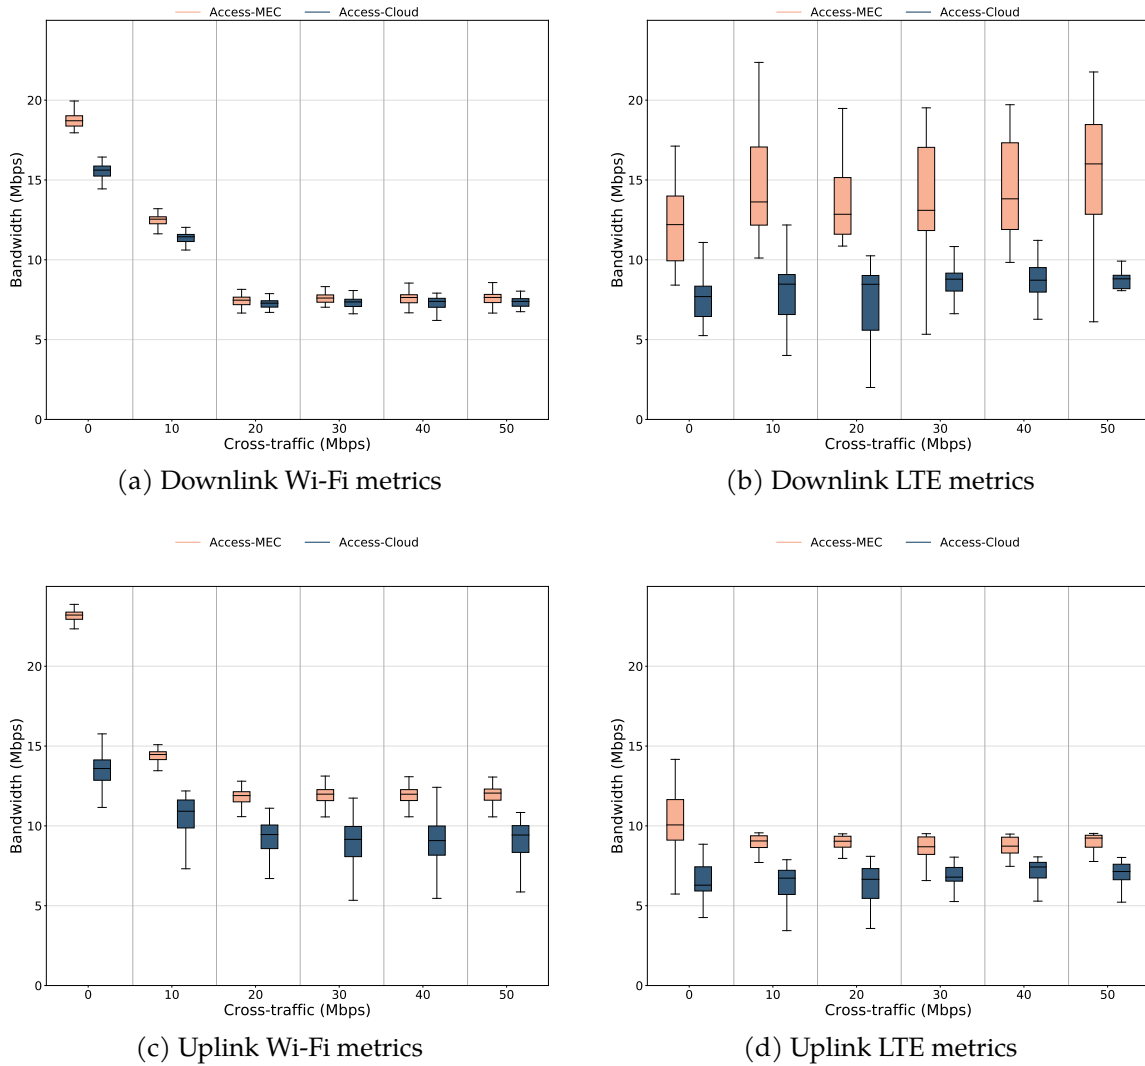 Access-MEC Access-Cloud
Bandwidth (Mbps)
20
15
10
5
0
0 10 20 30 40 50
Cross-traffic (Mbps)
(a) Downlink Wi-Fi metrics
Access-MEC Access-Cloud
Bandwidth (Mbps)
20
15
10
5
0
0 10 20 30 40 50
Cross-traffic (Mbps)
(b) Downlink LTE metrics
Access-MEC Access-Cloud
Bandwidth (Mbps)
20
15
10
5
0
0 10 20 30 40 50
Cross-traffic (Mbps)
(c) Uplink Wi-Fi metrics
Access-MEC Access-Cloud
Bandwidth (Mbps)
20
15
10
5
0
0 10 20 30 40 50
Cross-traffic (Mbps)
(d) Uplink LTE metrics